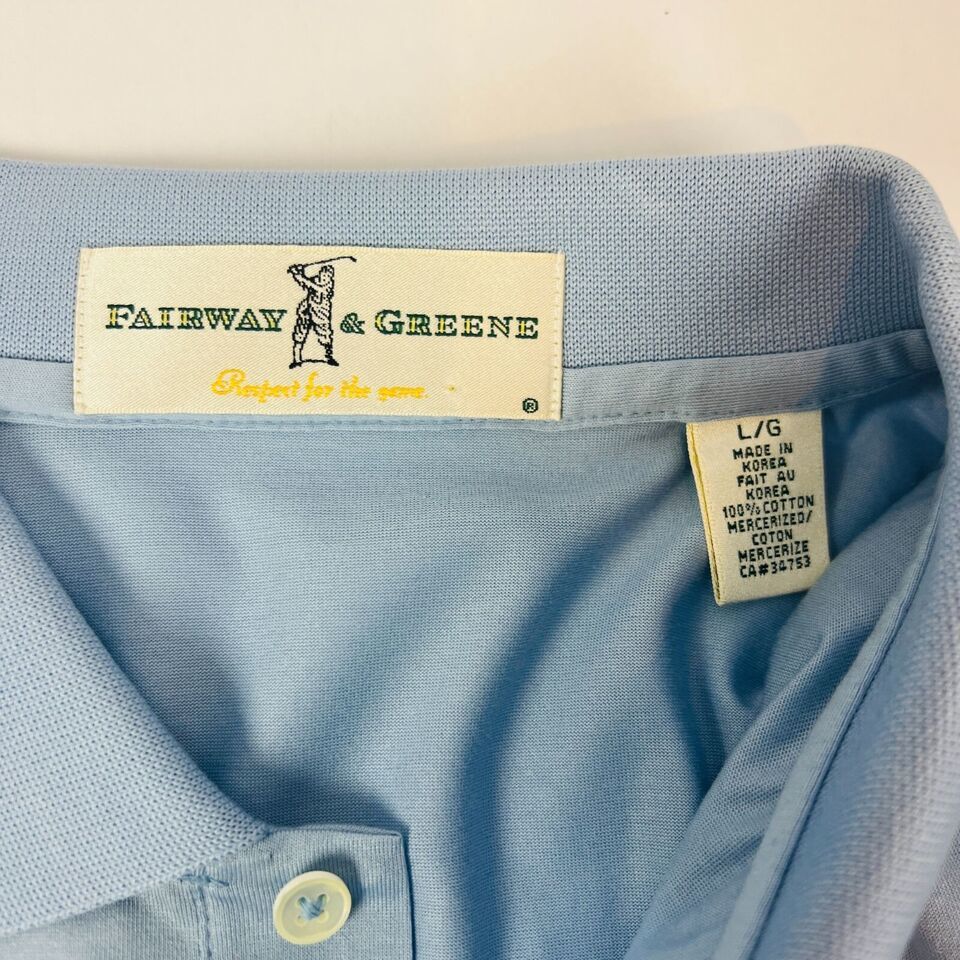 FAIRWAY & GREENE
Respect for the game.
®
L/G
MADE IN
KOREA
FAIT AU
KOREA
100% COTTON
MERCERIZED/
COTON
MERCERIZE
CA#34753